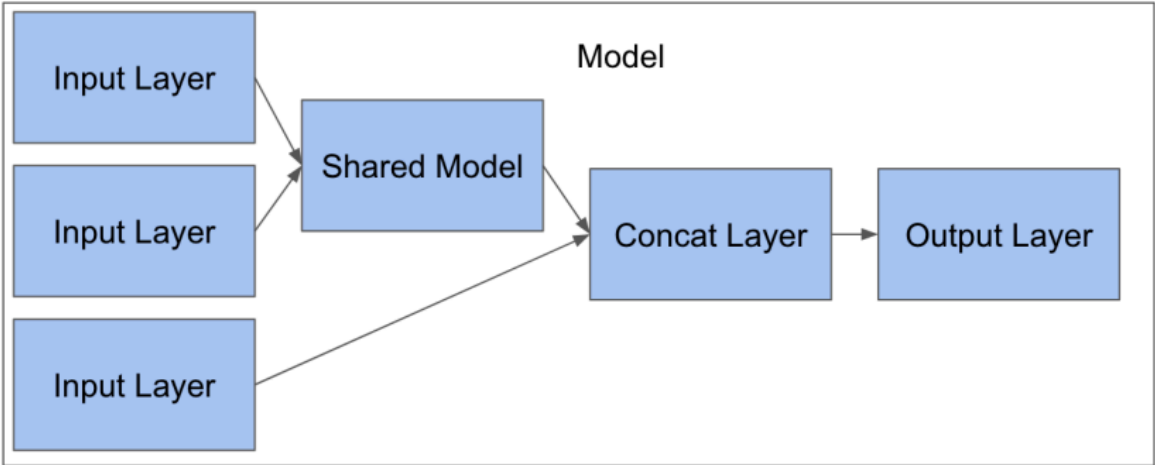 Model
Input Layer
Input Layer
Input Layer
Shared Model
Concat Layer
Output Layer